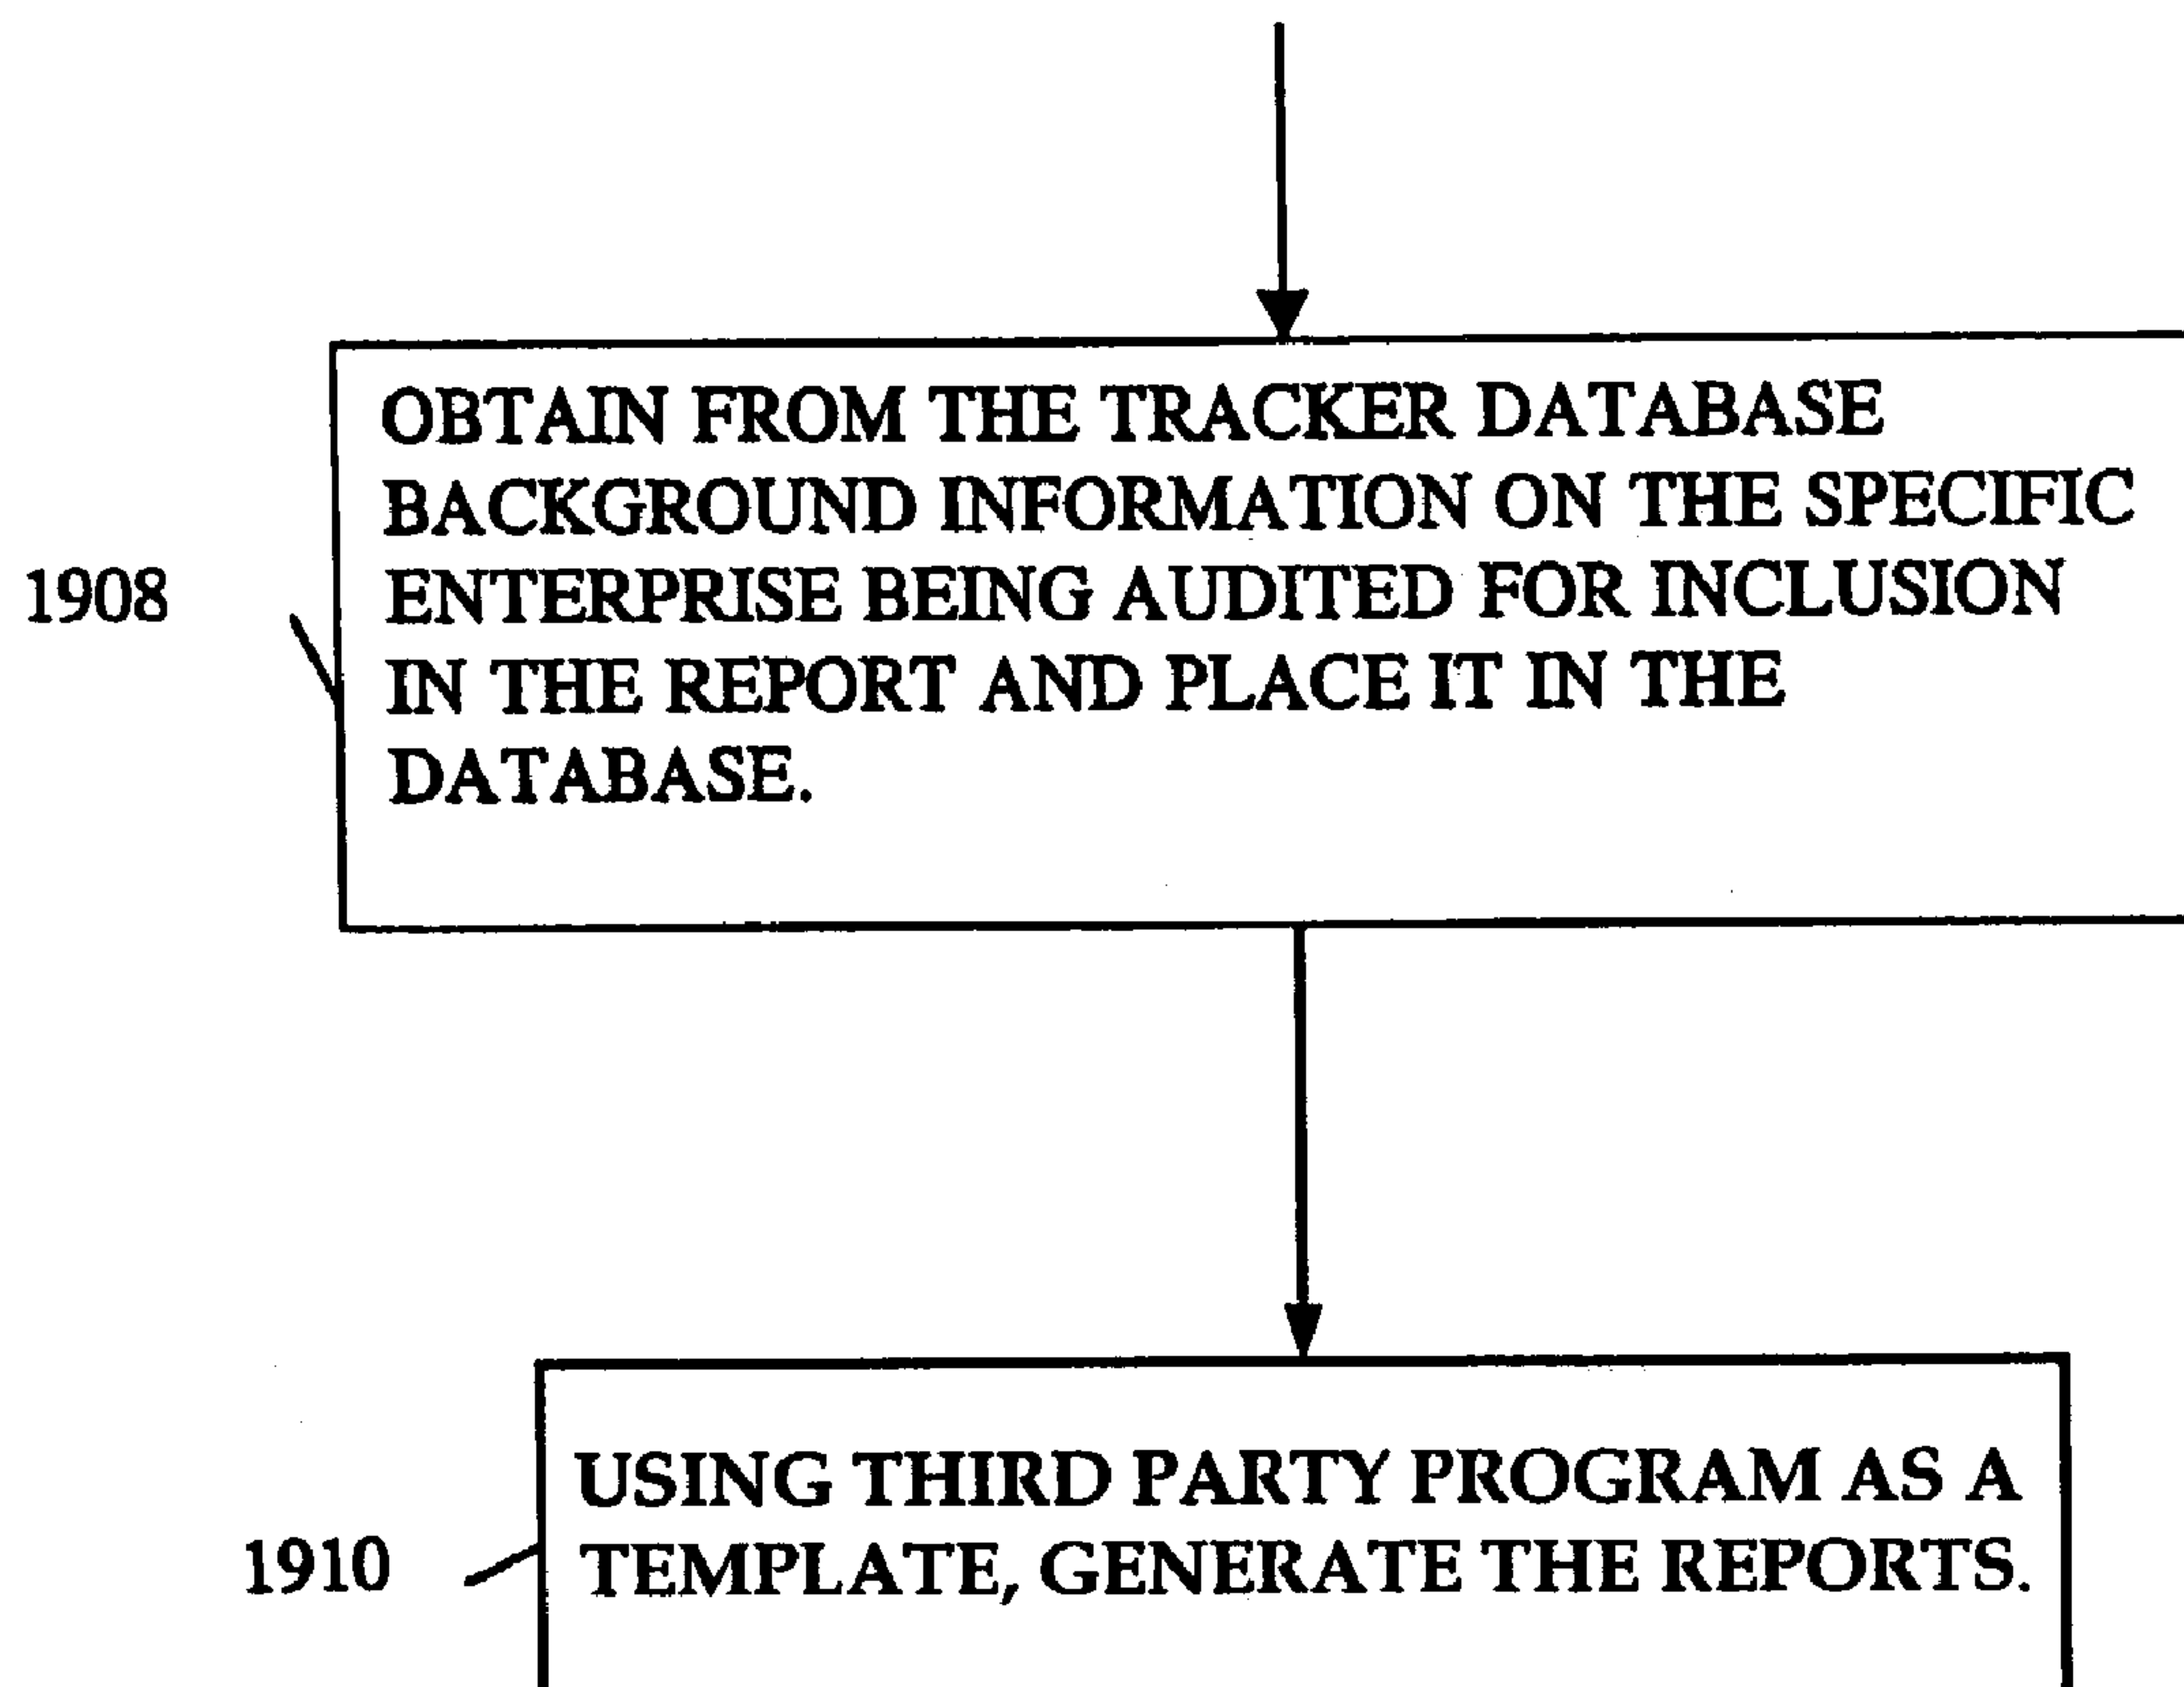 OBTAIN FROM THE TRACKER DATABASE
BACKGROUND INFORMATION ON THE SPECIFIC
1908
ENTERPRISE BEING AUDITED FOR INCLUSION
IN THE REPORT AND PLACE IT IN THE
DATABASE.
USING THIRD PARTY PROGRAM AS A
1910
TEMPLATE, GENERATE THE REPORTS.